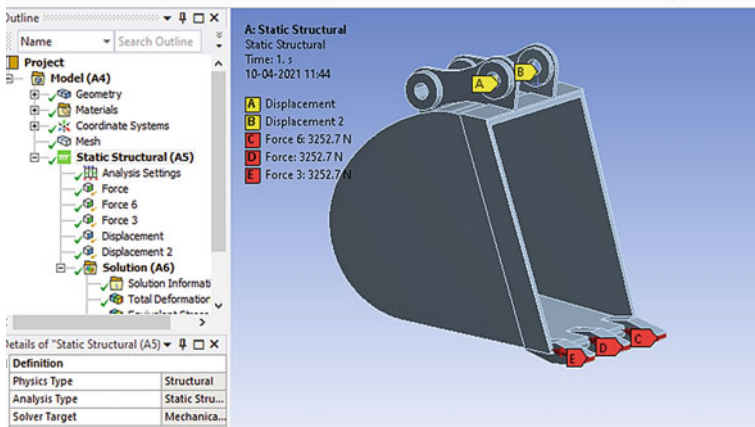 Outline
Name
Search Outline
Project
Model (A4)
Geometry
Materials
Coordinate Systems
Mesh
Static Structural (A5)
Analysis Settings
Force
Force 6
Force 3
Displacement
Displacement 2
Solution (A6)
Solution Informati
Total Deformation
Details of "Static Structural (A5)
Definition
Physics Type Structural
Analysis Type Static Stru...
Solver Target Mechanica...
A: Static Structural
Static Structural
Time: 1. s
10-04-2021 11:44
A Displacement
B Displacement 2
C Force 6: 3252.7 N
D Force: 3252.7 N
E Force 3: 3252.7 N
A
B
C
D
E